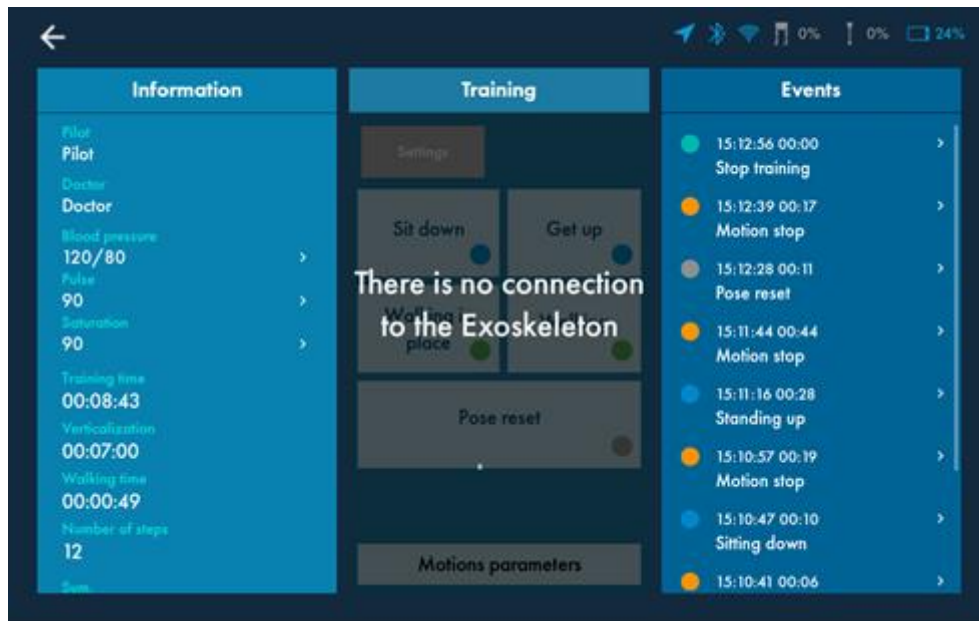 0%
0%
24%
Information
Pilot
Pilot
Doctor
Doctor
Blood pressure
120/80
Pulse
90
Saturation
90
Training time
00:08:43
Verticalization
00:07:00
Walking time
00:00:49
Number of steps
12
Training
Settings
Sit down
Get up
There is no connection
to the Exoskeleton
Walking in
place
Walking
Pose reset
Motions parameters
Events
15:12:56 00:00
Stop training
15:12:39 00:17
Motion stop
15:12:28 00:11
Pose reset
15:11:44 00:44
Motion stop
15:11:16 00:28
Standing up
15:10:57 00:19
Motion stop
15:10:47 00:10
Sitting down
15:10:41 00:06